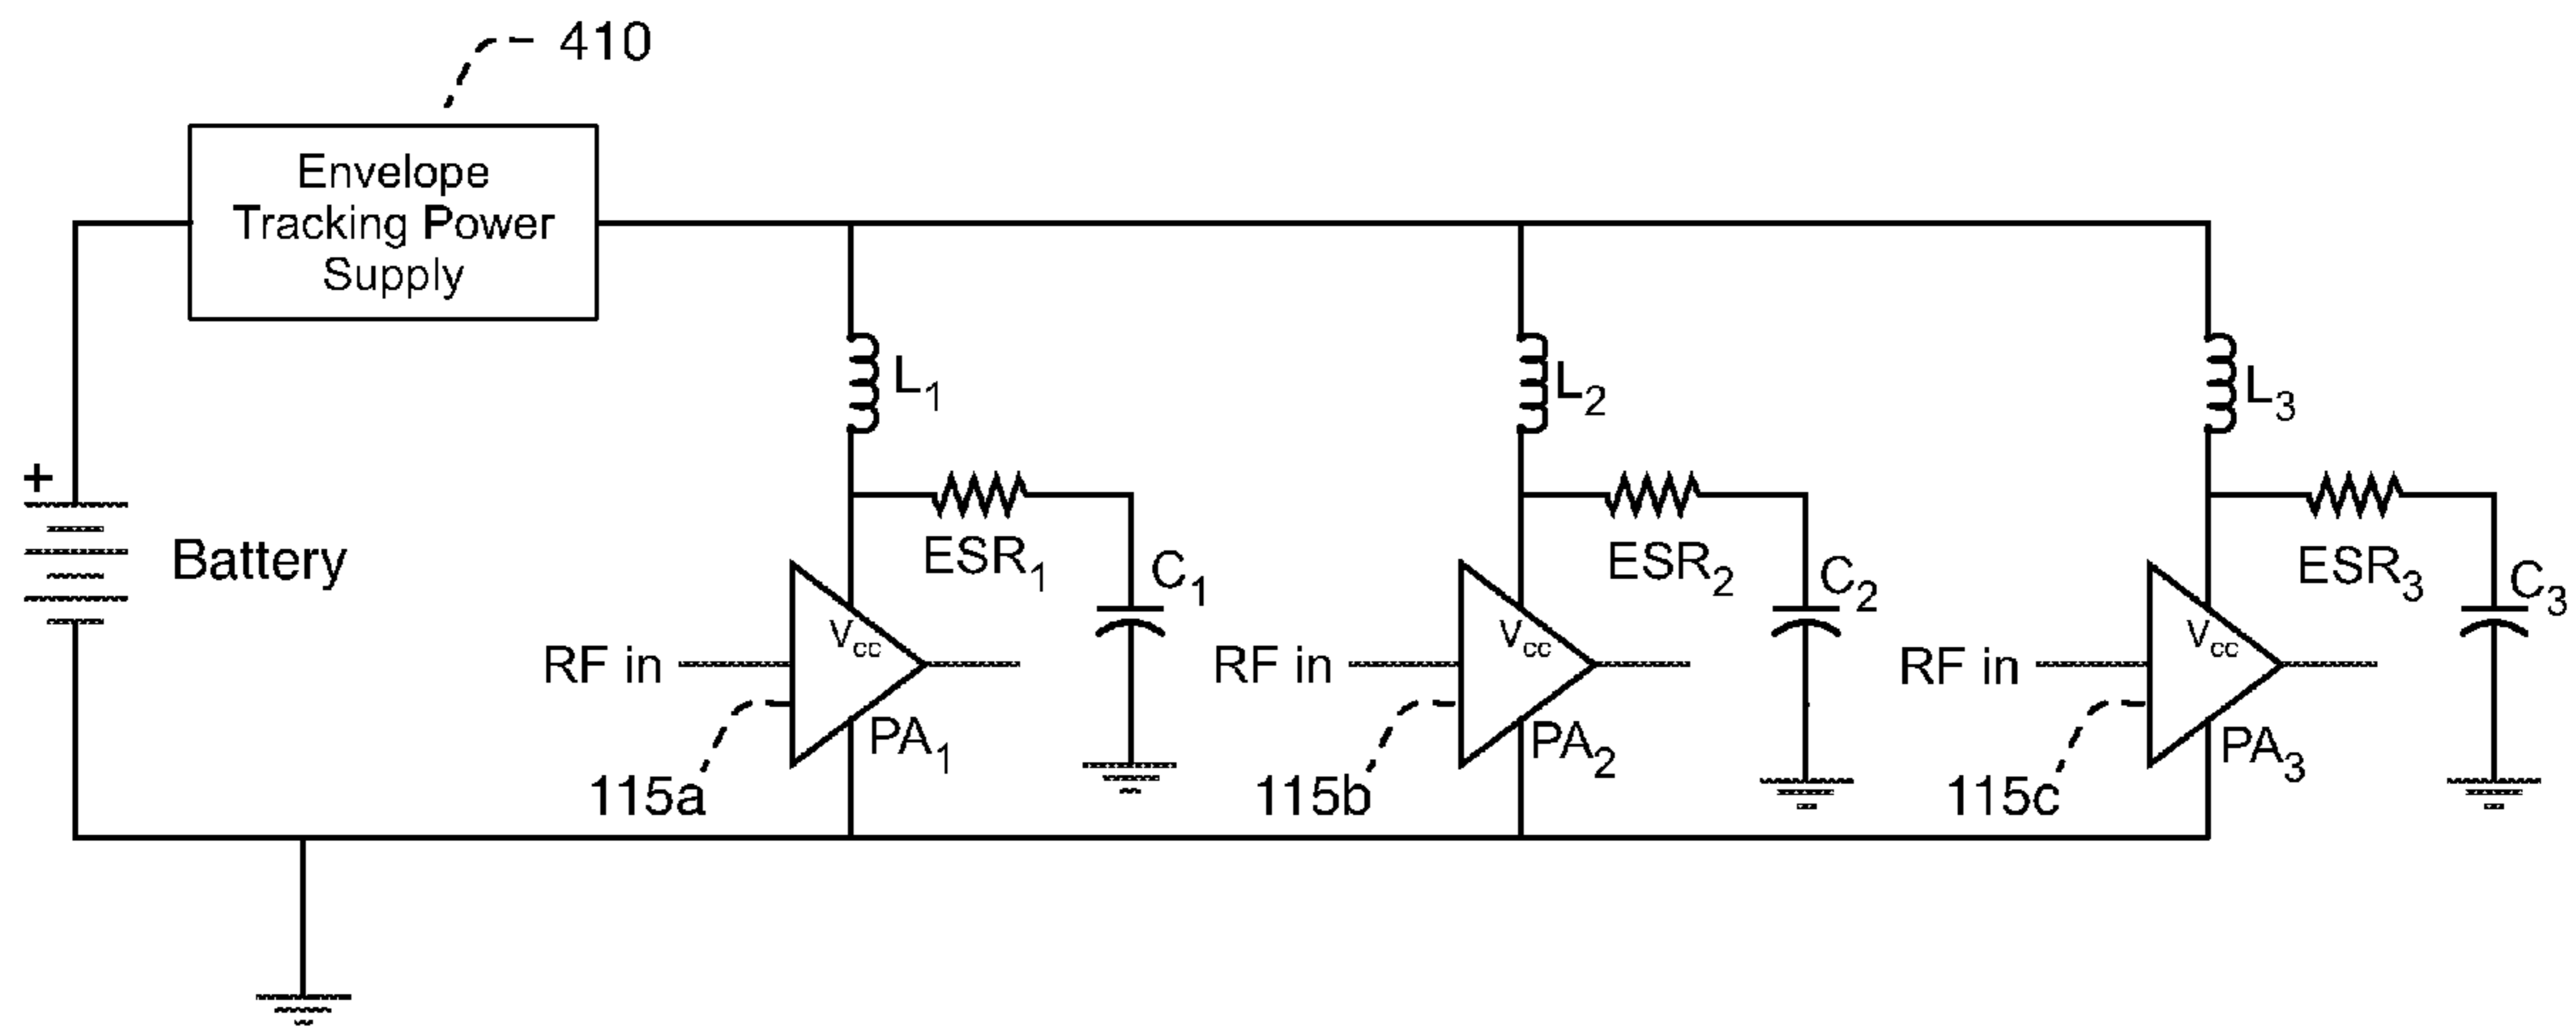 410
Envelope
Tracking Power
Supply
L1
L2
L3
+
Battery
ESR1
C1
ESR2
C2
ESR3
C3
Vcc
Vcc
Vcc
RF in
RF in
RF in
PA1
PA2
PA3
115a
115b
115c